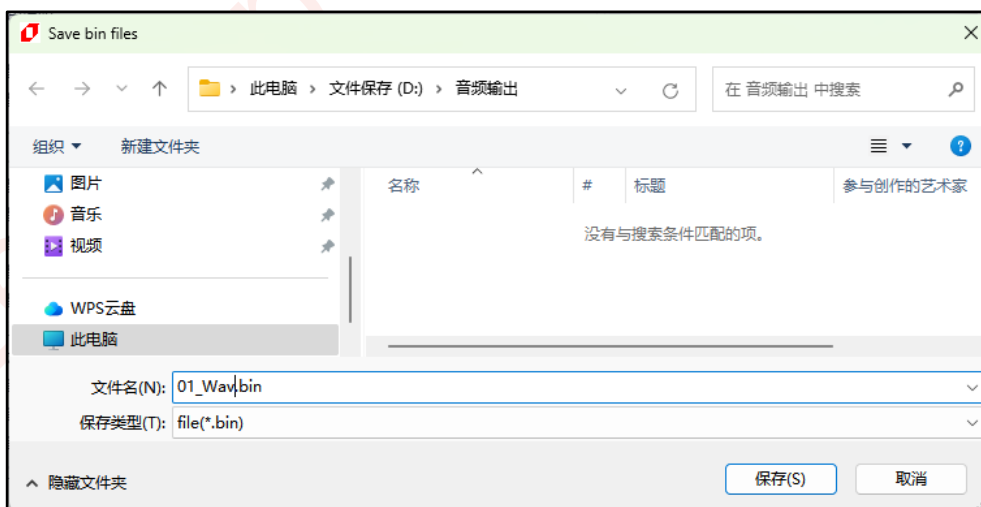 Save bin files
此电脑 > 文件保存 (D:) > 音频输出
在 音频输出 中搜索
组织 新建文件夹
名称 # 标题 参与创作的艺术家
图片
音乐
视频
没有与搜索条件匹配的项。
WPS云盘
此电脑
文件名(N): 01_Wav.bin
保存类型(T): file(*.bin)
隐藏文件夹 保存(S) 取消